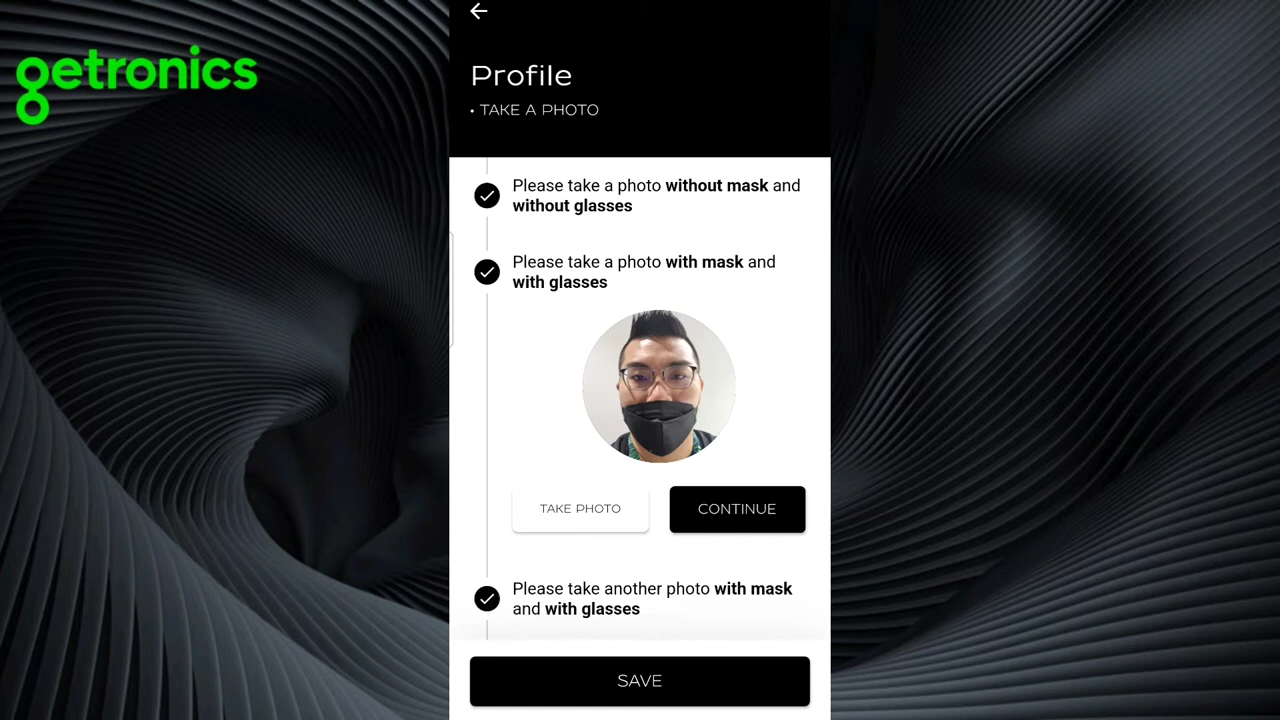 getronics
Profile
• TAKE A PHOTO
Please take a photo without mask and
without glasses
Please take a photo with mask and
with glasses
TAKE PHOTO
CONTINUE
Please take another photo with mask
and with glasses
SAVE